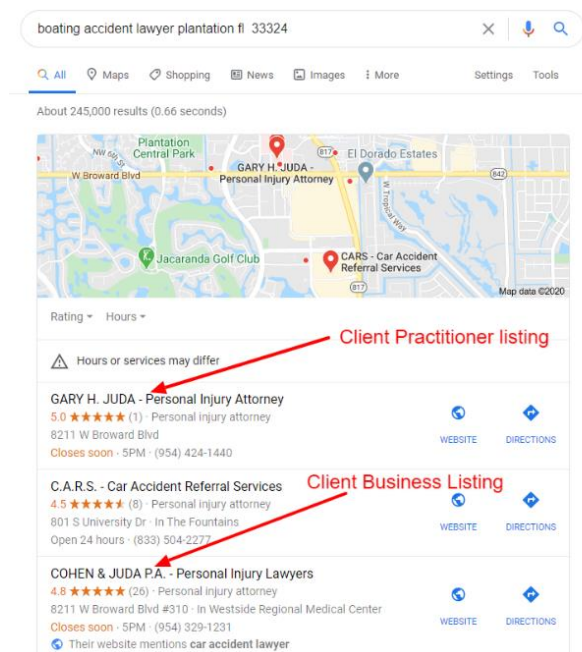 boating accident lawyer plantation fl 33324
All Maps Shopping News Images More Settings Tools
About 245,000 results (0.66 seconds)
Plantation
Central Park
NW 6th St
W Broward Blvd
GARY H. JUDA -
Personal Injury Attorney
817
El Dorado Estates
842
W Tropical Way
Jacaranda Golf Club
CARS - Car Accident
Referral Services
817
Map data ©2020
Rating Hours
Client Practitioner listing
Hours or services may differ
GARY H. JUDA - Personal Injury Attorney
5.0 ★★★★★ (1) · Personal injury attorney
8211 W Broward Blvd
Closes soon · 5PM · (954) 424-1440
WEBSITE DIRECTIONS
Client Business Listing
C.A.R.S. - Car Accident Referral Services
4.5 ★★★★★ (8) · Personal injury attorney
801 S University Dr · In The Fountains
Open 24 hours · (833) 504-2277
WEBSITE DIRECTIONS
COHEN & JUDA P.A. - Personal Injury Lawyers
4.8 ★★★★★ (26) · Personal injury attorney
8211 W Broward Blvd #310 · In Westside Regional Medical Center
Closes soon · 5PM · (954) 329-1231
WEBSITE DIRECTIONS
Their website mentions car accident lawyer